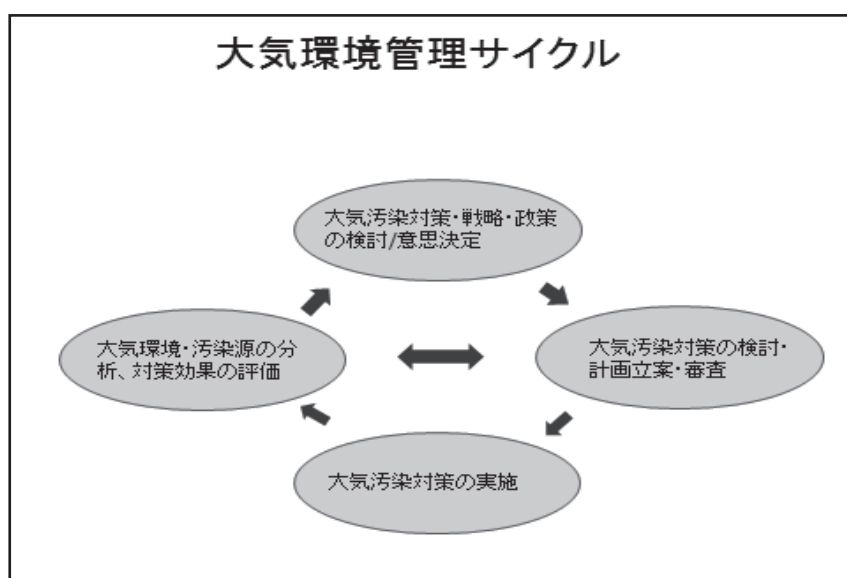 大気環境管理サイクル
大気汚染対策・戦略・政策
の検討/意思決定
大気環境・汚染源の分
析、対策効果の評価
大気汚染対策の検討・
計画立案・審査
大気汚染対策の実施